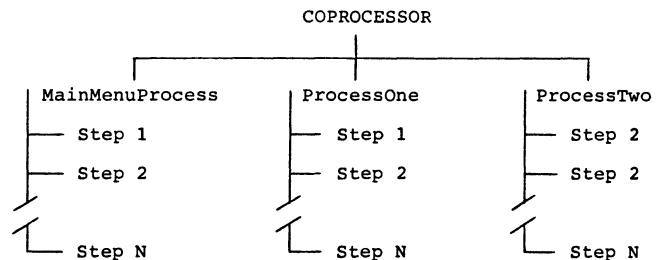 COPROCESSOR
MainMenuProcess ProcessOne ProcessTwo
Step 1 Step 1 Step 2
Step 2 Step 2 Step 2
Step N Step N Step N